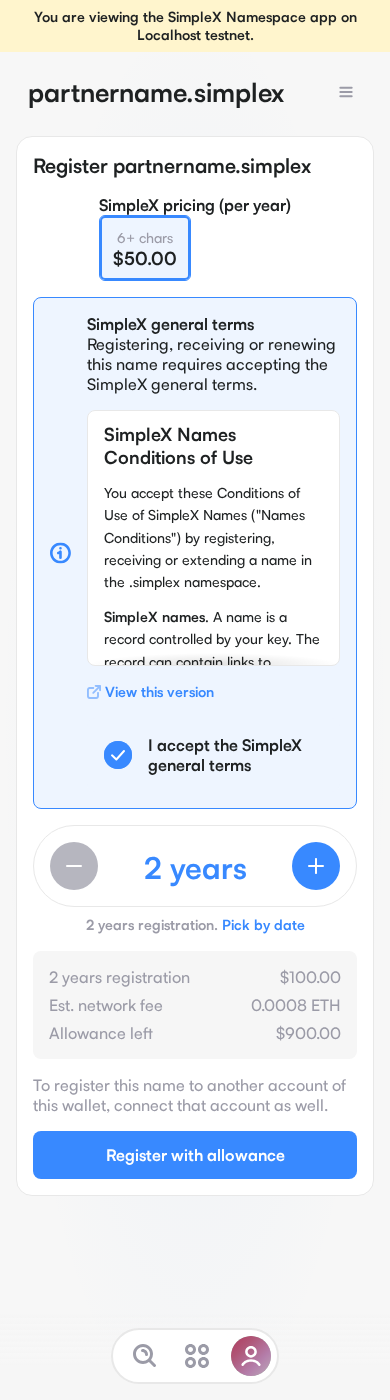 You are viewing the SimpleX Namespace app on
Localhost testnet.
partnername.simplex
Register partnername.simplex
SimpleX pricing (per year)
6+ chars
$50.00
SimpleX general terms
Registering, receiving or renewing
this name requires accepting the
SimpleX general terms.
SimpleX Names
Conditions of Use
You accept these Conditions of
Use of SimpleX Names ("Names
Conditions") by registering,
receiving or extending a name in
the .simplex namespace.
SimpleX names. A name is a
record controlled by your key. The
record can contain links to
View this version
I accept the SimpleX
general terms
2 years
2 years registration. Pick by date
2 years registration $100.00
Est. network fee 0.0008 ETH
Allowance left $900.00
To register this name to another account of
this wallet, connect that account as well.
Register with allowance